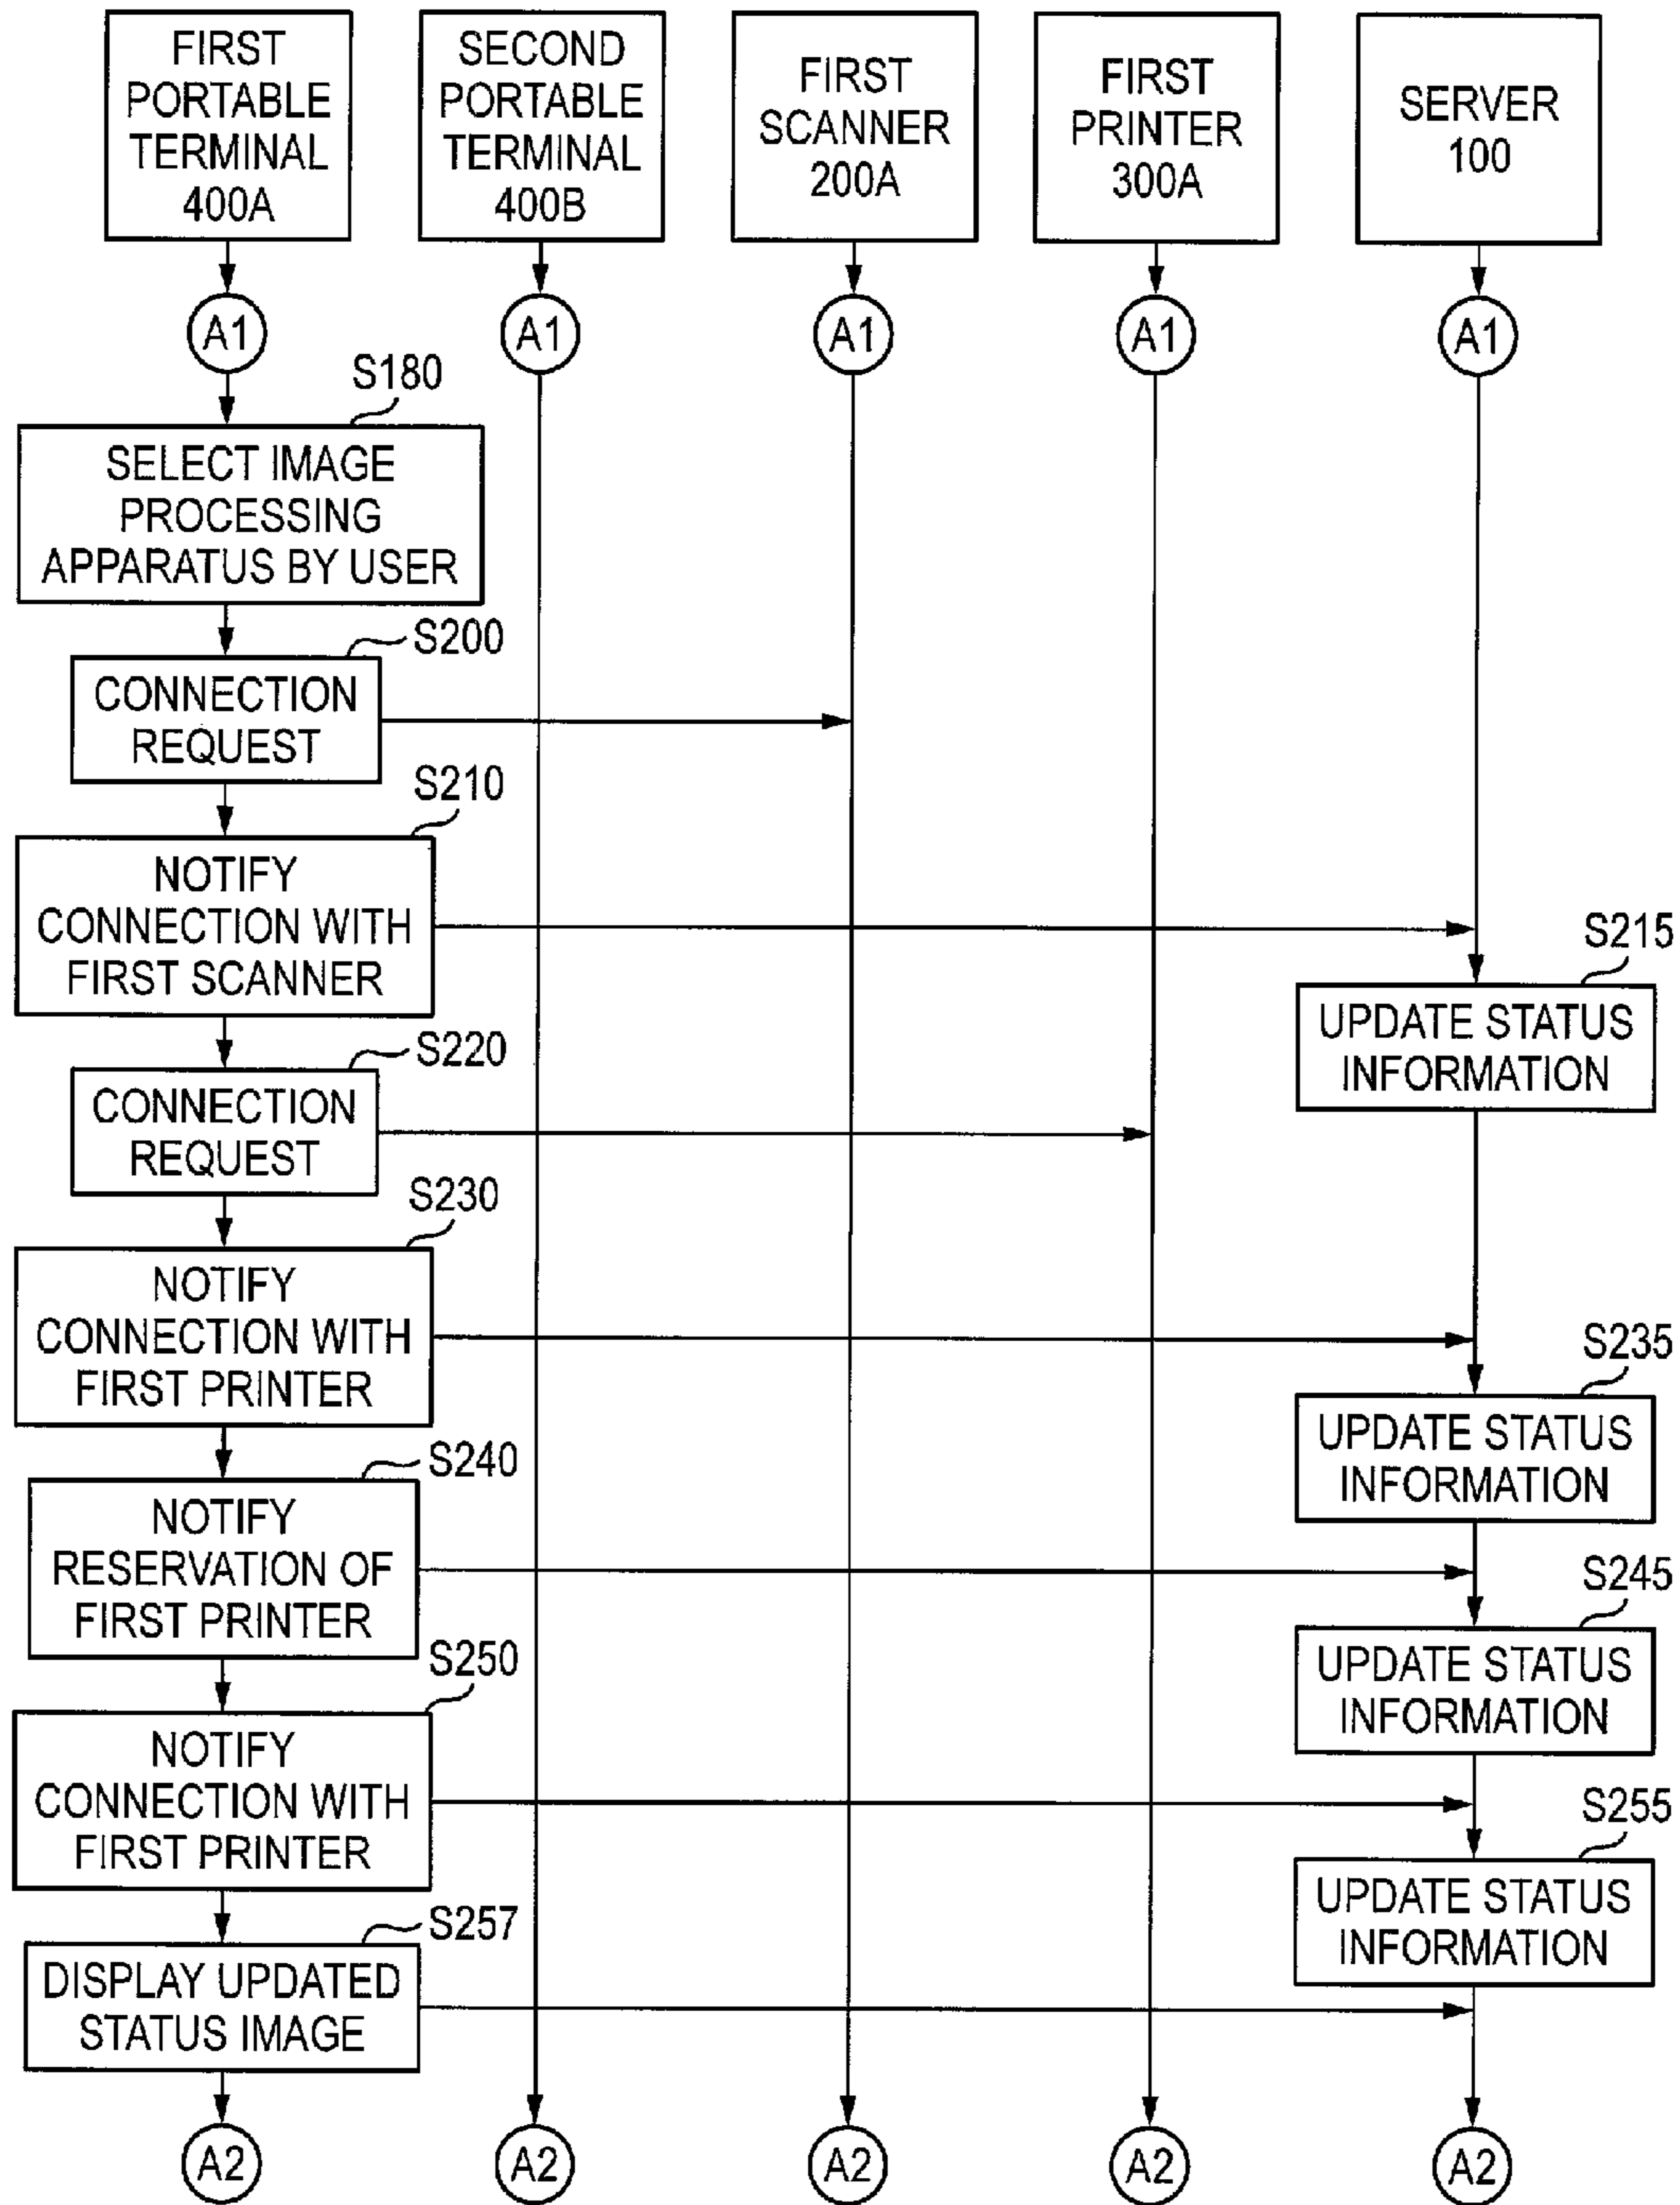 FIRST
PORTABLE
TERMINAL
400A
SECOND
PORTABLE
TERMINAL
400B
FIRST
SCANNER
200A
FIRST
PRINTER
300A
SERVER
100
A1
A1
A1
A1
A1
S180
SELECT IMAGE
PROCESSING
APPARATUS BY USER
S200
CONNECTION
REQUEST
S210
NOTIFY
CONNECTION WITH
FIRST SCANNER
S215
UPDATE STATUS
INFORMATION
S220
CONNECTION
REQUEST
S230
NOTIFY
CONNECTION WITH
FIRST PRINTER
S235
UPDATE STATUS
INFORMATION
S240
NOTIFY
RESERVATION OF
FIRST PRINTER
S245
UPDATE STATUS
INFORMATION
S250
NOTIFY
CONNECTION WITH
FIRST PRINTER
S255
UPDATE STATUS
INFORMATION
S257
DISPLAY UPDATED
STATUS IMAGE
A2
A2
A2
A2
A2